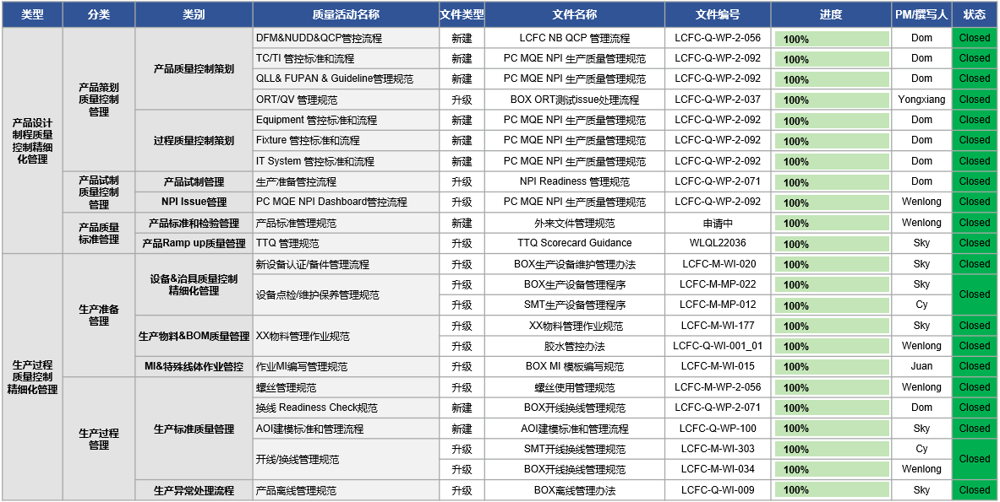 类型 分类 类别 质量活动名称 文件类型 文件名称 文件编号 进度 PM/撰写人 状态
产品设计
制程质量
控制精细
化管理
产品策划
质量控制
管理
产品质量控制策划
DFM&NUDD&QCP管控流程 新建 LCFC NB QCP 管理流程 LCFC-Q-WP-2-056 100% Dom Closed
TC/TI 管控标准和流程 新建 PC MQE NPI 生产质量管理规范 LCFC-Q-WP-2-092 100% Dom Closed
QLL& FUPAN & Guideline管理规范 新建 PC MQE NPI 生产质量管理规范 LCFC-Q-WP-2-092 100% Dom Closed
ORT/QV 管理规范 升级 BOX ORT测试issue处理流程 LCFC-Q-WP-2-037 100% Yongxiang Closed
过程质量控制策划
Equipment 管控标准和流程 新建 PC MQE NPI 生产质量管理规范 LCFC-Q-WP-2-092 100% Dom Closed
Fixture 管控标准和流程 新建 PC MQE NPI 生产质量管理规范 LCFC-Q-WP-2-092 100% Dom Closed
IT System 管控标准和流程 新建 PC MQE NPI 生产质量管理规范 LCFC-Q-WP-2-092 100% Dom Closed
产品试制
质量控制
管理
产品试制管理 生产准备管控流程 升级 NPI Readiness 管理规范 LCFC-Q-WP-2-071 100% Dom Closed
NPI Issue管理 PC MQE NPI Dashboard管控流程 升级 PC MQE NPI 生产质量管理规范 LCFC-Q-WP-2-092 100% Wenlong Closed
产品质量
标准管理
产品标准和检验管理 产品标准管理规范 新建 外来文件管理规范 申请中 100% Wenlong Closed
产品Ramp up质量管理 TTQ 管理规范 升级 TTQ Scorecard Guidance WLQL22036 100% Sky Closed
生产过程
质量控制
精细化管理
生产准备
管理
设备&治具质量控制
精细化管理
新设备认证/备件管理流程 升级 BOX生产设备维护管理办法 LCFC-M-WI-020 100% Sky Closed
设备点检/维护保养管理规范 升级 BOX生产设备管理程序 LCFC-M-MP-022 100% Sky Closed
升级 SMT生产设备管理程序 LCFC-M-MP-012 100% Cy
生产物料&BOM质量管理 XX物料管理作业规范 升级 XX物料管理作业规范 LCFC-M-WI-177 100% Sky Closed
升级 胶水管控办法 LCFC-Q-WI-001_01 100% Wenlong Closed
MI&特殊线体作业管控 作业MI编写管理规范 升级 BOX MI 模板编写规范 LCFC-M-WI-015 100% Juan Closed
生产过程
管理
生产标准质量管理
螺丝管理规范 升级 螺丝使用管理规范 LCFC-M-WP-2-056 100% Wenlong Closed
换线 Readiness Check规范 新建 BOX开线换线管理规范 LCFC-Q-WP-2-071 100% Dom Closed
AOI建模标准和管理流程 新建 AOI建模标准和管理流程 LCFC-Q-WP-100 100% Sky Closed
开线/换线管理规范 升级 SMT开线换线管理规范 LCFC-M-WI-303 100% Cy Closed
升级 BOX开线换线管理规范 LCFC-M-WI-034 100% Wenlong
生产异常处理流程 产品离线管理规范 升级 BOX离线管理办法 LCFC-Q-WI-009 100% Sky Closed